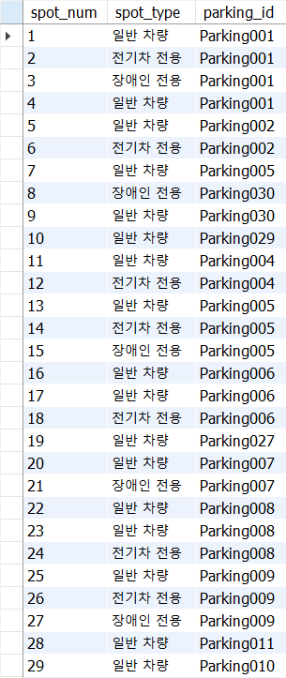 spot_num spot_type parking_id
1 일반 차량 Parking001
2 전기차 전용 Parking001
3 장애인 전용 Parking001
4 일반 차량 Parking001
5 일반 차량 Parking002
6 전기차 전용 Parking002
7 일반 차량 Parking005
8 장애인 전용 Parking030
9 일반 차량 Parking030
10 일반 차량 Parking029
11 일반 차량 Parking004
12 전기차 전용 Parking004
13 일반 차량 Parking005
14 전기차 전용 Parking005
15 장애인 전용 Parking005
16 일반 차량 Parking006
17 일반 차량 Parking006
18 전기차 전용 Parking006
19 일반 차량 Parking027
20 일반 차량 Parking007
21 장애인 전용 Parking007
22 일반 차량 Parking008
23 일반 차량 Parking008
24 전기차 전용 Parking008
25 일반 차량 Parking009
26 전기차 전용 Parking009
27 장애인 전용 Parking009
28 일반 차량 Parking011
29 일반 차량 Parking010